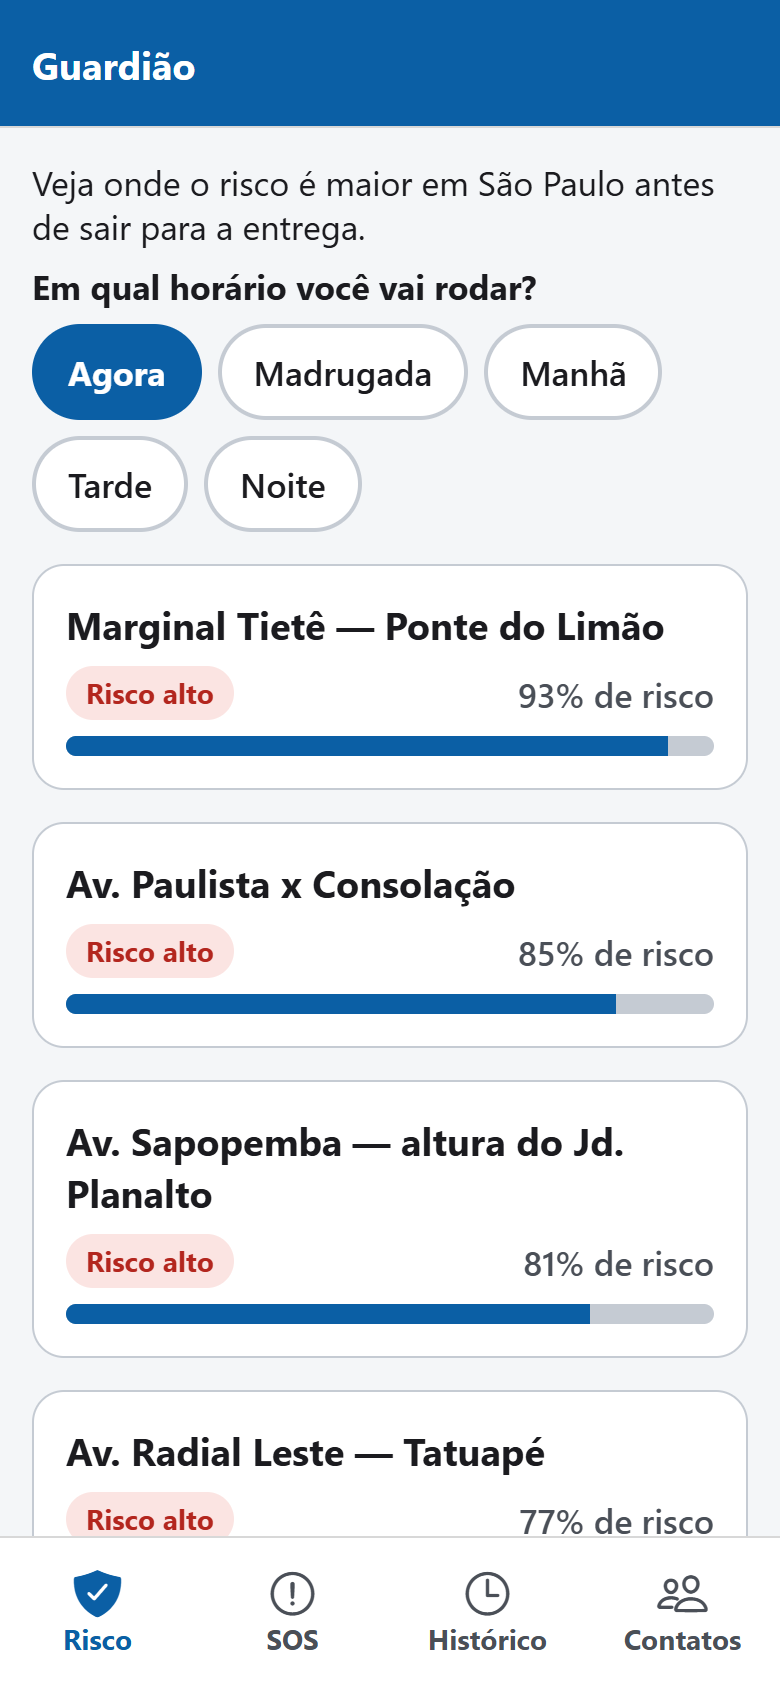 Guardião
Veja onde o risco é maior em São Paulo antes
de sair para a entrega.
Em qual horário você vai rodar?
Agora
Madrugada
Manhã
Tarde
Noite
Marginal Tietê — Ponte do Limão
Risco alto
93% de risco
Av. Paulista x Consolação
Risco alto
85% de risco
Av. Sapopemba — altura do Jd.
Planalto
Risco alto
81% de risco
Av. Radial Leste — Tatuapé
Risco alto
77% de risco
Risco
SOS
Histórico
Contatos